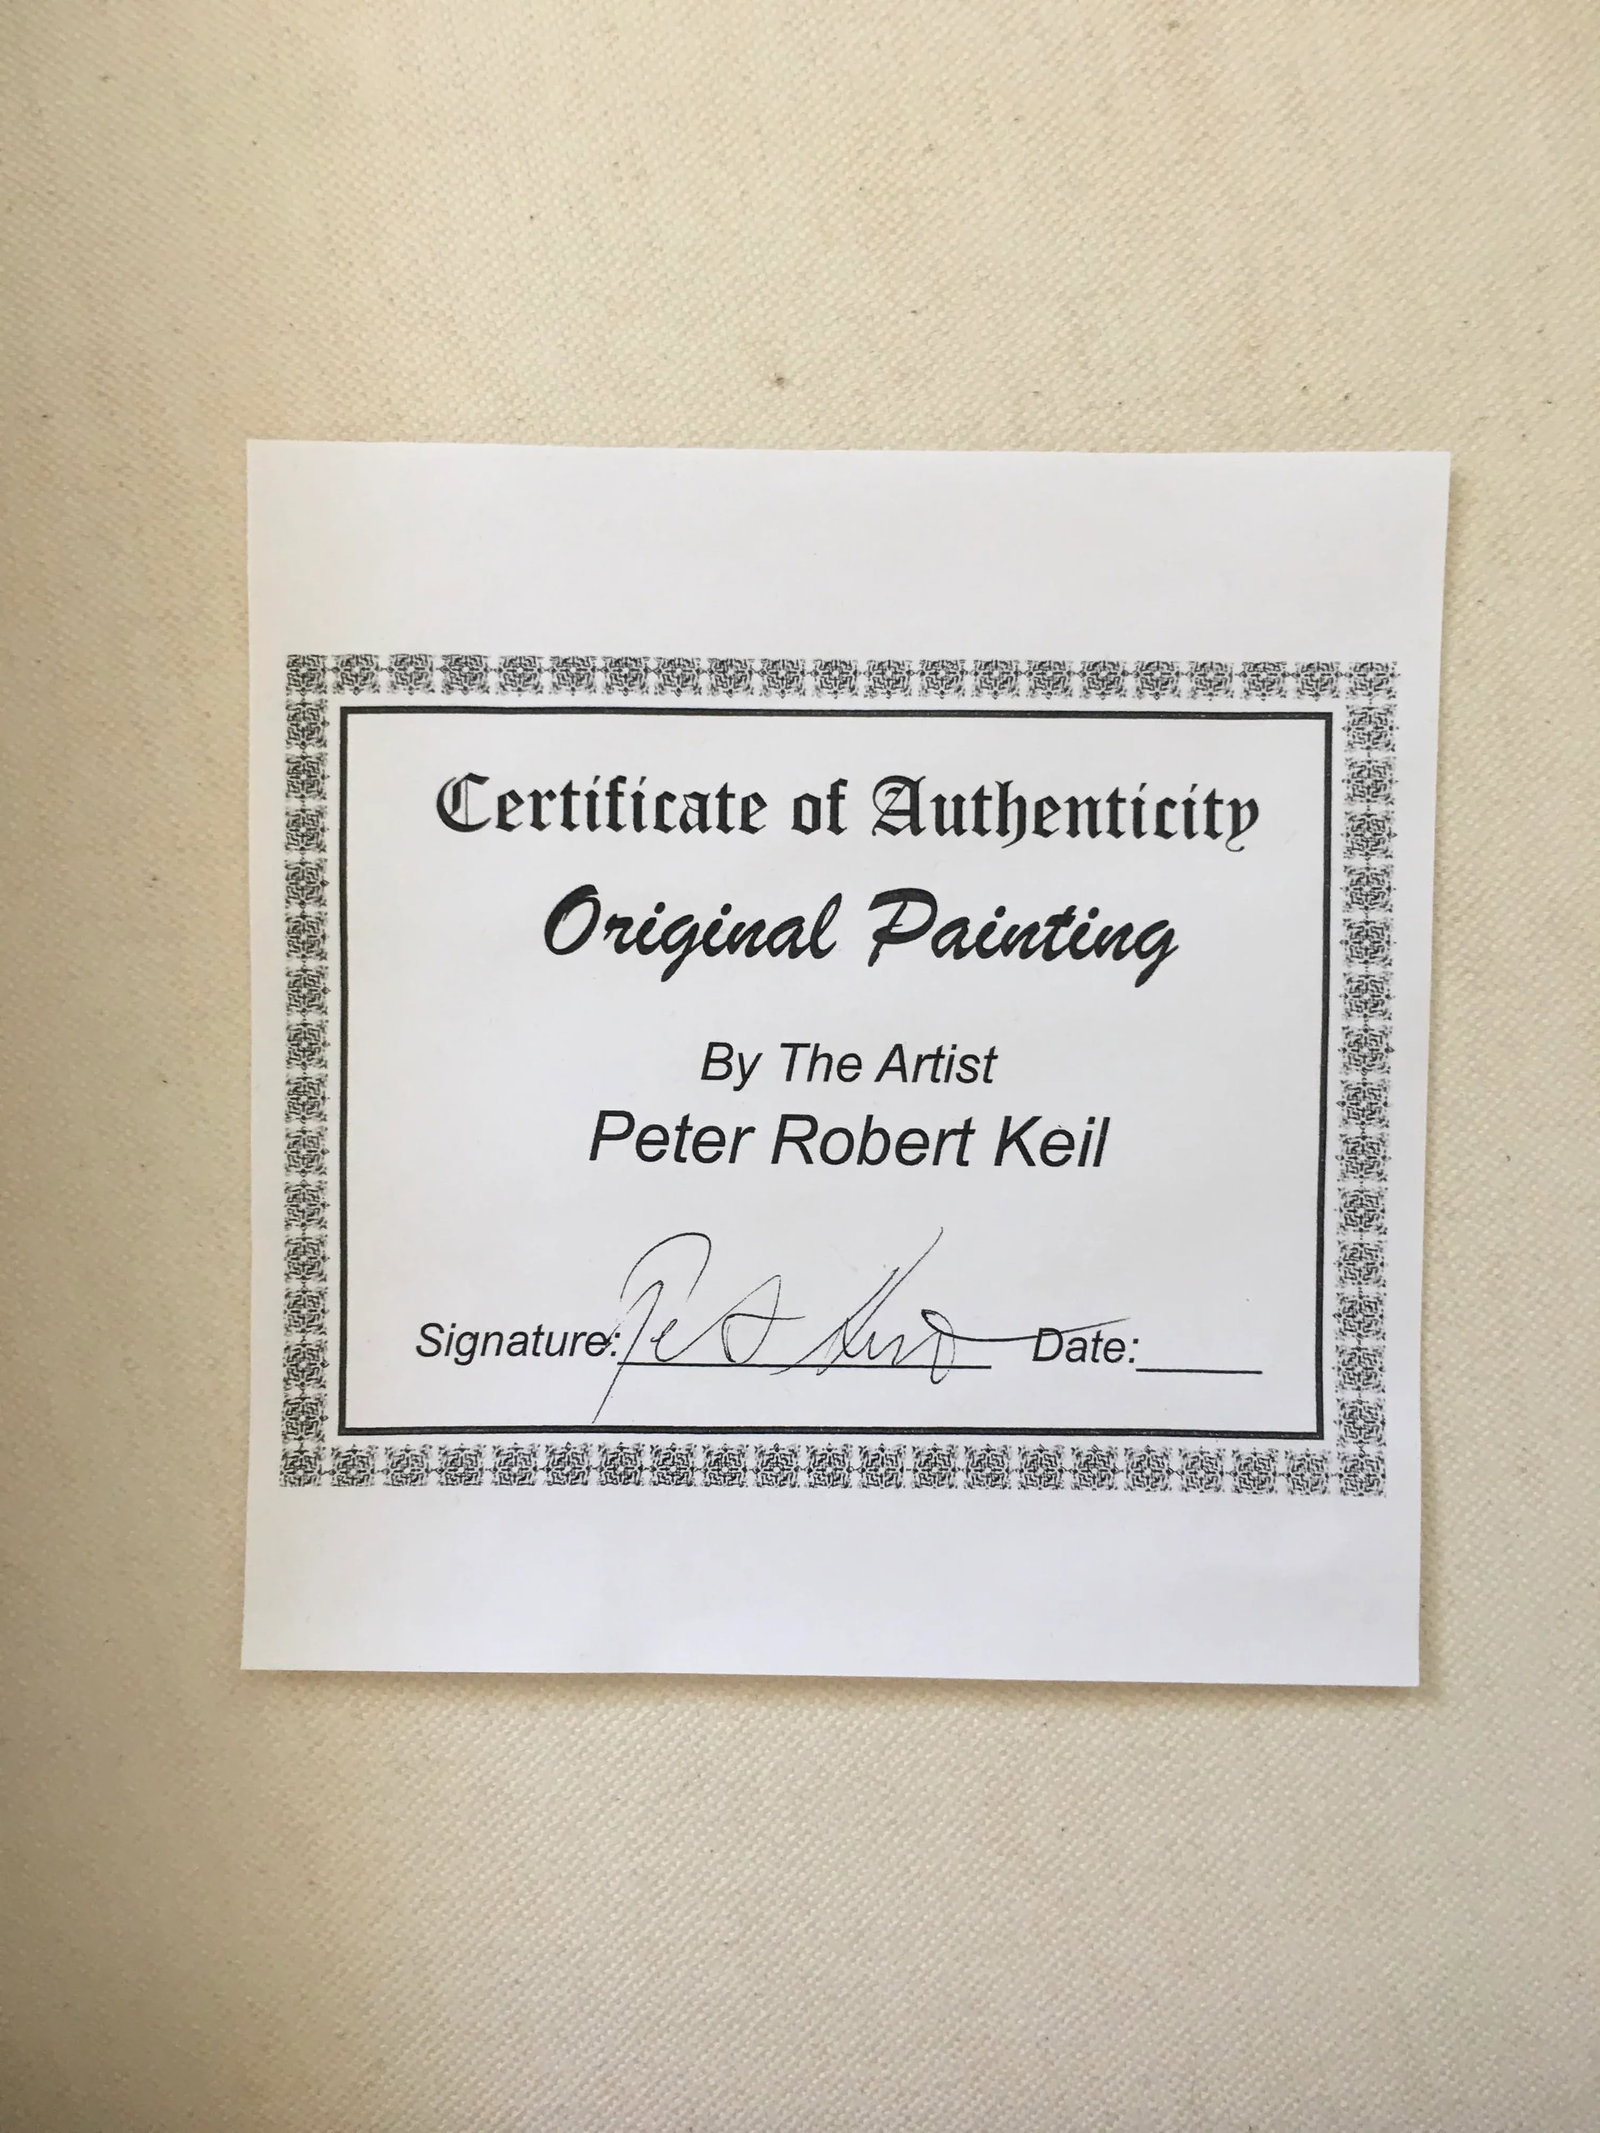 Certificate of Authenticity
Original Painting
By The Artist
Peter Robert Keil
Signature: Date: